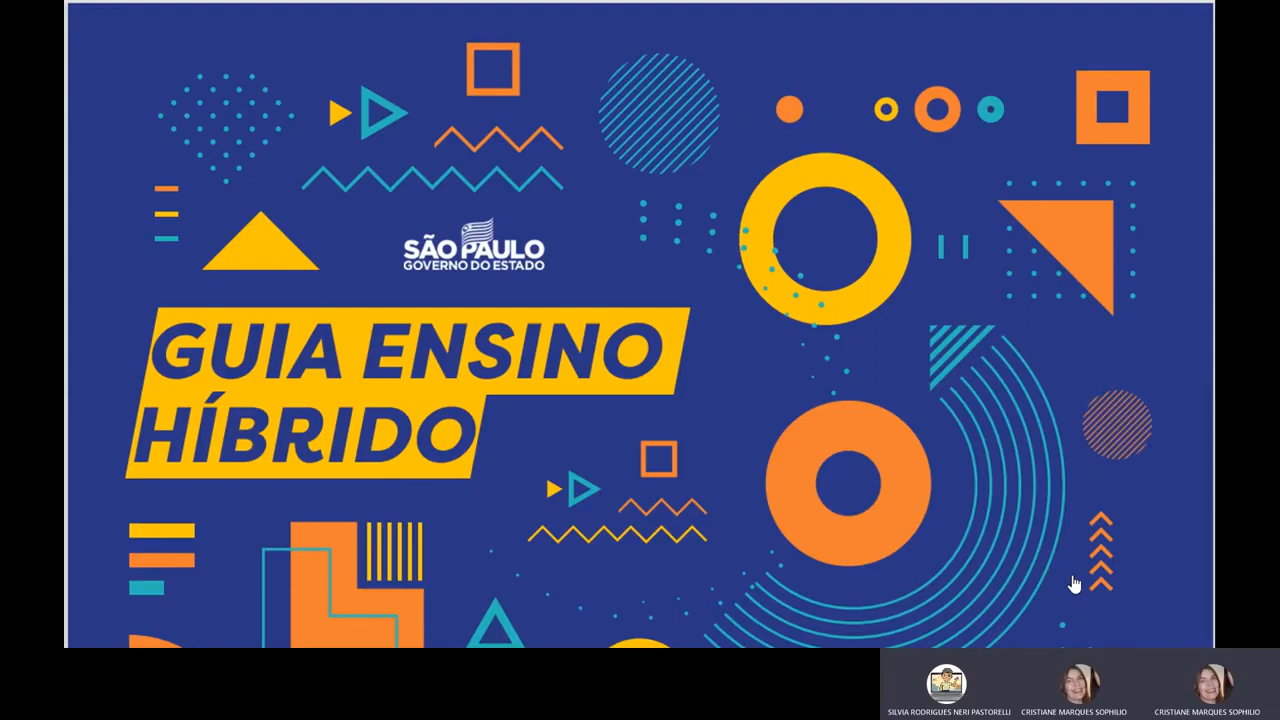 SÃO PAULO
GOVERNO DO ESTADO
GUIA ENSINO
HÍBRIDO
SILVIA RODRIGUES NERI PASTORELLI
CRISTIANE MARQUES SOPHILIO
CRISTIANE MARQUES SOPHILIO